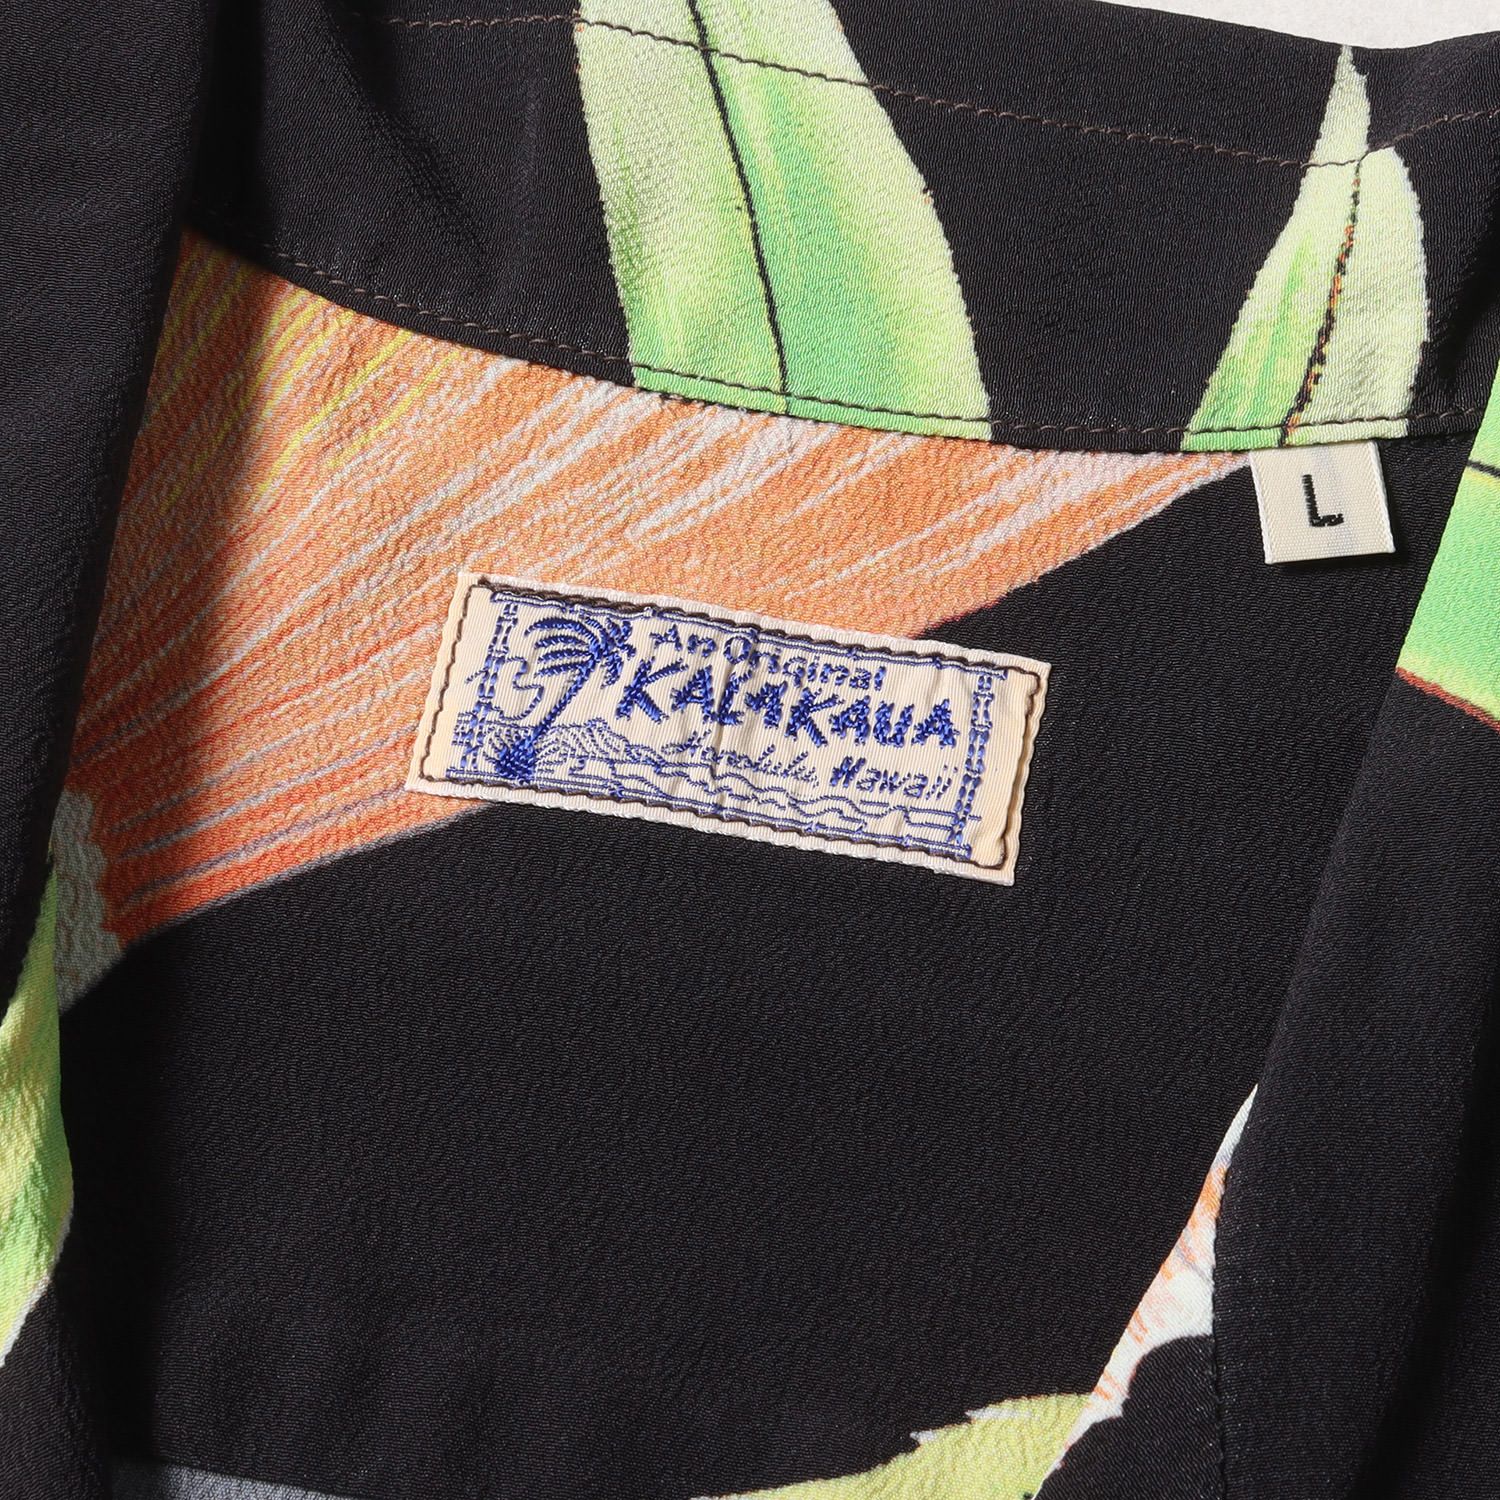 An Original
KALAKAUA
Honolulu, Hawaii
L